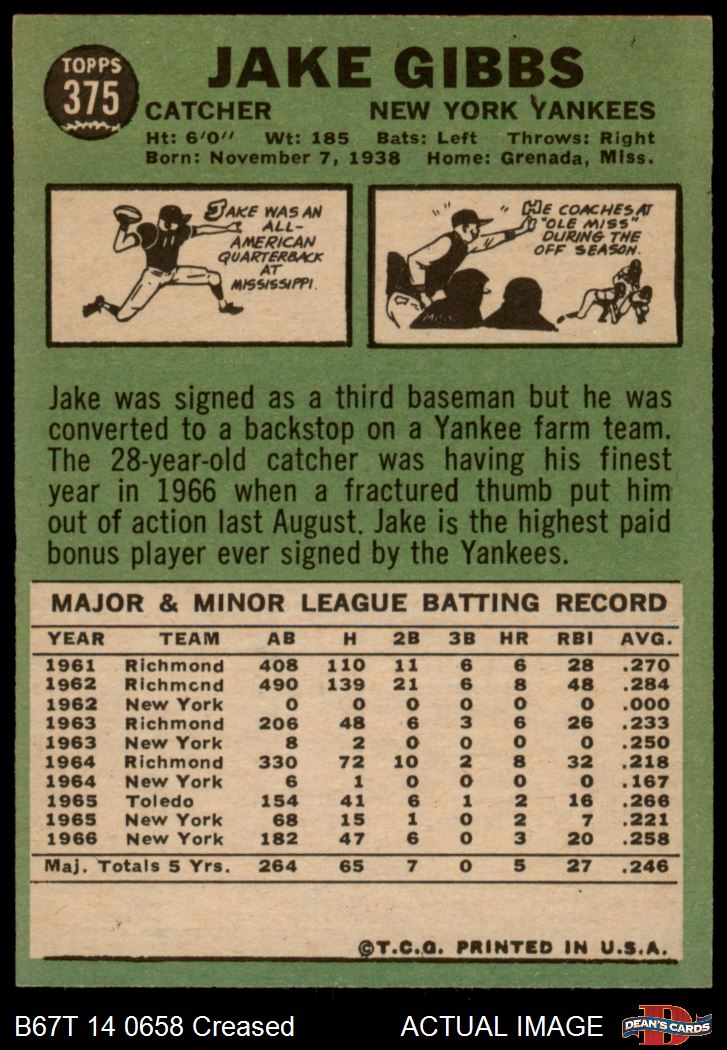 TOPPS
375
JAKE GIBBS
CATCHER NEW YORK YANKEES
Ht: 6'0" Wt: 185 Bats: Left Throws: Right
Born: November 7, 1938 Home: Grenada, Miss.
JAKE WAS AN
ALL-
AMERICAN
QUARTERBACK
AT
MISSISSIPPI.
HE COACHES AT
"OLE MISS"
DURING THE
OFF SEASON.
Jake was signed as a third baseman but he was
converted to a backstop on a Yankee farm team.
The 28-year-old catcher was having his finest
year in 1966 when a fractured thumb put him
out of action last August. Jake is the highest paid
bonus player ever signed by the Yankees.
MAJOR & MINOR LEAGUE BATTING RECORD
YEAR TEAM AB H 2B 3B HR RBI AVG.
1961 Richmond 408 110 11 6 6 28 .270
1962 Richmond 490 139 21 6 8 48 .284
1962 New York 0 0 0 0 0 0 .000
1963 Richmond 206 48 6 3 6 26 .233
1963 New York 8 2 0 0 0 0 .250
1964 Richmond 330 72 10 2 8 32 .218
1964 New York 6 1 0 0 0 0 .167
1965 Toledo 154 41 6 1 2 16 .266
1965 New York 68 15 1 0 2 7 .221
1966 New York 182 47 6 0 3 20 .258
Maj. Totals 5 Yrs. 264 65 7 0 5 27 .246
©T.C.G. PRINTED IN U.S.A.
B67T 14 0658 Creased ACTUAL IMAGE
D
DEAN'S CARDS